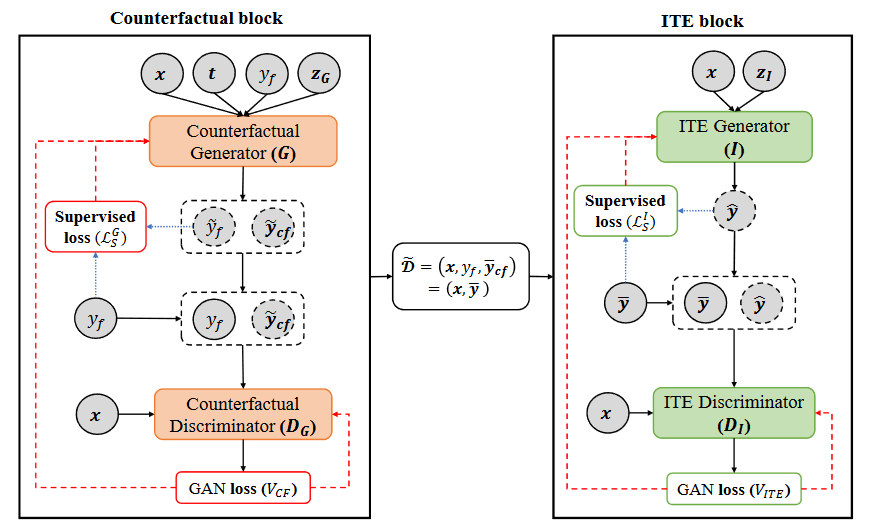 Counterfactual block
x t y_f z_G
Counterfactual
Generator (G)
Supervised
loss (ℒ_S^G)
ỹ_f ỹ_cf
y_f
y_f ỹ_cf
x
Counterfactual
Discriminator (D_G)
GAN loss (V_CF)
𝒟̃ = (x, y_f, ȳ_cf)
= (x, ȳ )
ITE block
x z_I
ITE Generator
(I)
Supervised
loss (ℒ_S^I)
ŷ
ȳ
ȳ ŷ
x
ITE Discriminator
(D_I)
GAN loss (V_ITE)